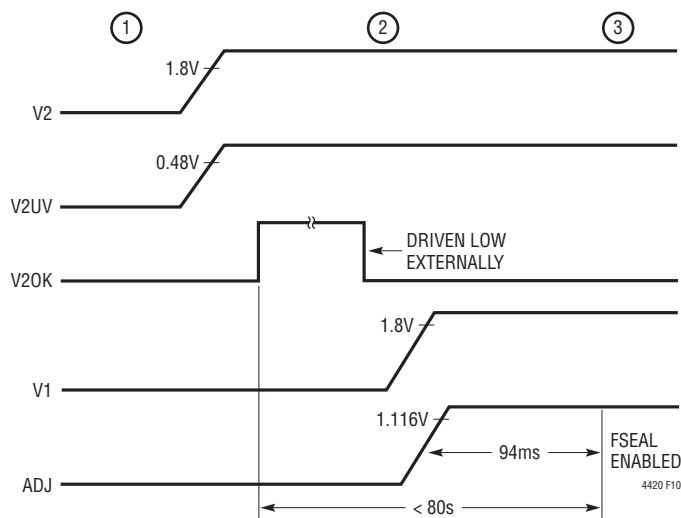 1
2
3
1.8V
V2
0.48V
V2UV
DRIVEN LOW
EXTERNALLY
V2OK
1.8V
V1
1.116V
94ms
FSEAL
ENABLED
ADJ
4420 F10
< 80s